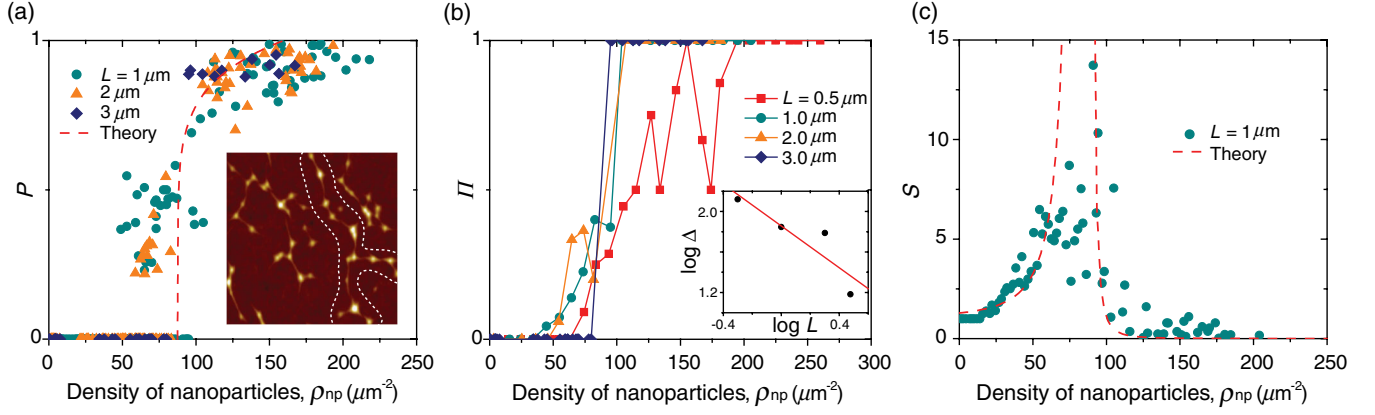 (a)
1
P
0
L = 1 μm
2 μm
3 μm
Theory
0 50 100 150 200 250
Density of nanoparticles, ρnp (μm-2)
(b)
1
Π
0
L = 0.5 μm
1.0 μm
2.0 μm
3.0 μm
2.0
log Δ
1.2
-0.4 log L 0.4
0 50 100 150 200 250 300
Density of nanoparticles, ρnp (μm-2)
(c)
15
10
S
5
0
L = 1 μm
Theory
0 50 100 150 200 250
Density of nanoparticles, ρnp (μm-2)